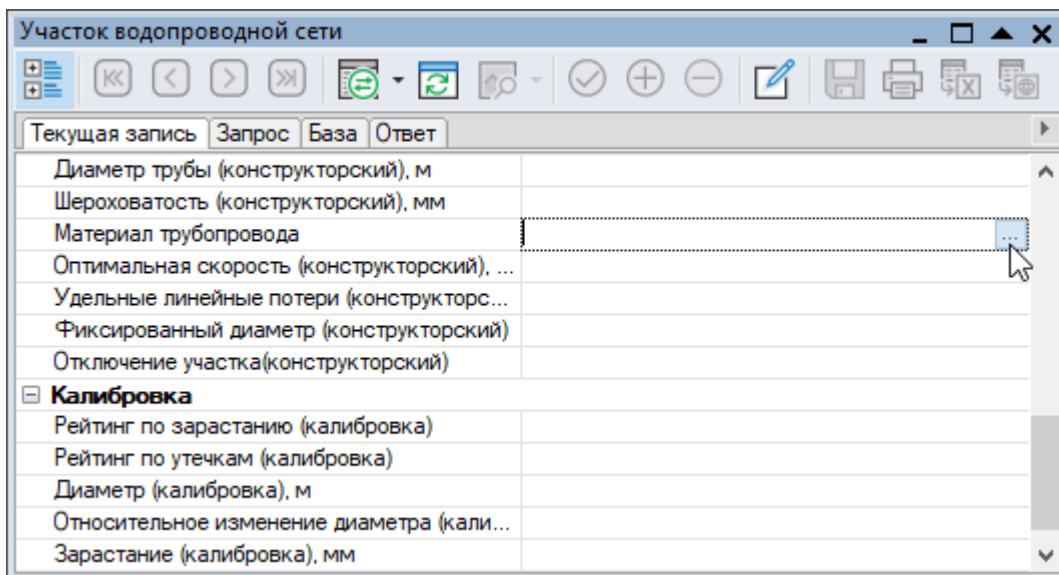 Участок водопроводной сети
Текущая запись Запрос База Ответ
Диаметр трубы (конструкторский), м
Шероховатость (конструкторский), мм
Материал трубопровода ...
Оптимальная скорость (конструкторский), ...
Удельные линейные потери (конструкторс...
Фиксированный диаметр (конструкторский)
Отключение участка(конструкторский)
Калибровка
Рейтинг по зарастанию (калибровка)
Рейтинг по утечкам (калибровка)
Диаметр (калибровка), м
Относительное изменение диаметра (кали...
Зарастание (калибровка), мм